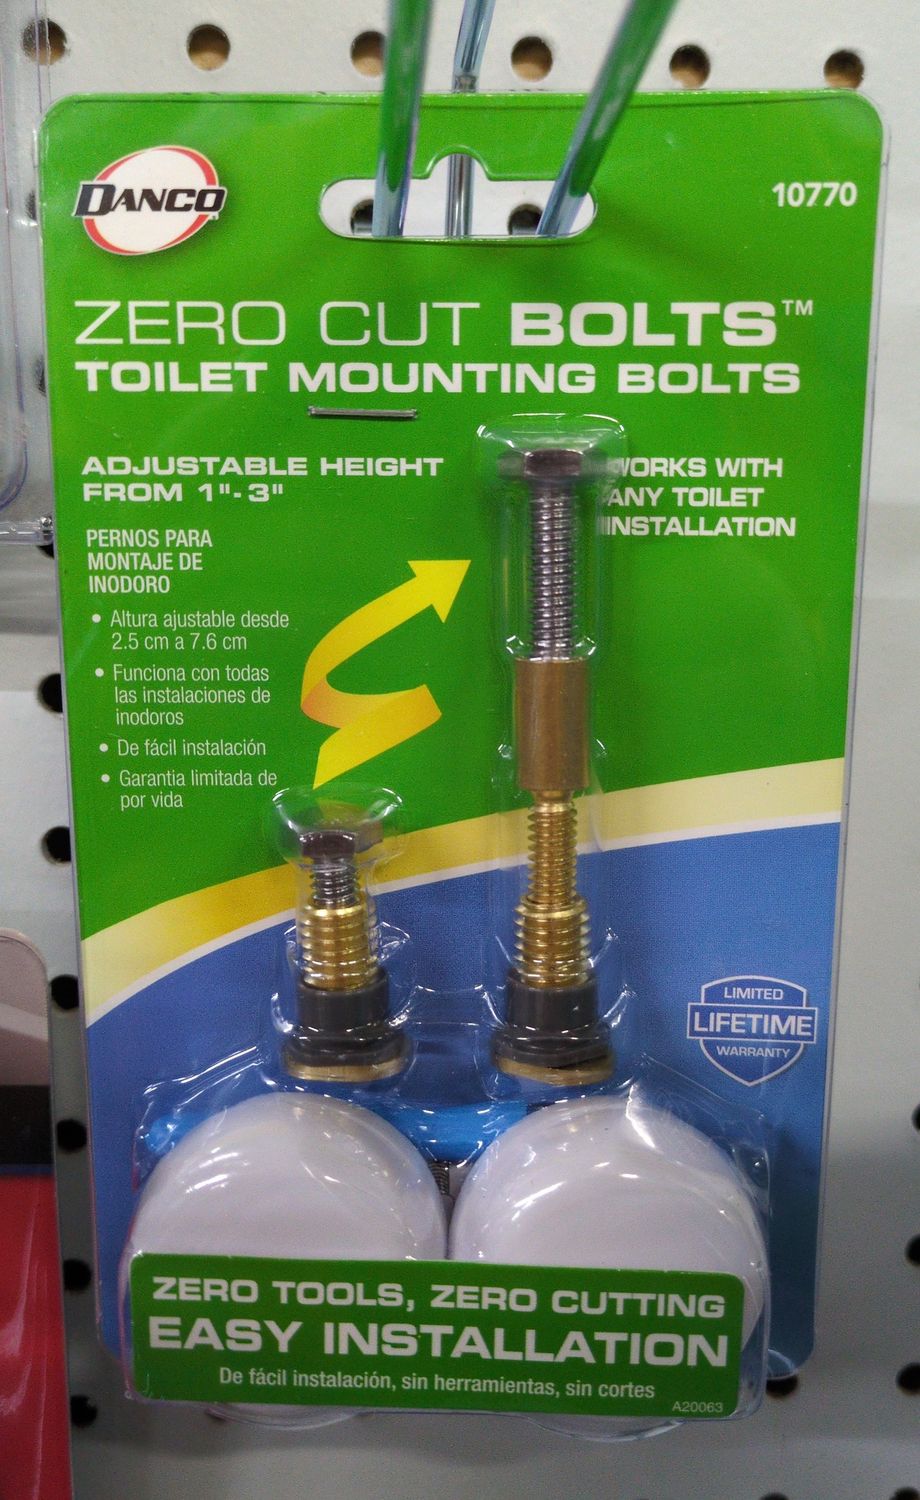 DANCO
10770
ZERO CUT BOLTS™
TOILET MOUNTING BOLTS
ADJUSTABLE HEIGHT
FROM 1"-3"
WORKS WITH
ANY TOILET
INSTALLATION
PERNOS PARA
MONTAJE DE
INODORO
• Altura ajustable desde
2.5 cm a 7.6 cm
• Funciona con todas
las instalaciones de
inodoros
• De fácil instalación
• Garantia limitada de
por vida
LIMITED
LIFETIME
WARRANTY
ZERO TOOLS, ZERO CUTTING
EASY INSTALLATION
De fácil instalación, sin herramientas, sin cortes
A20063